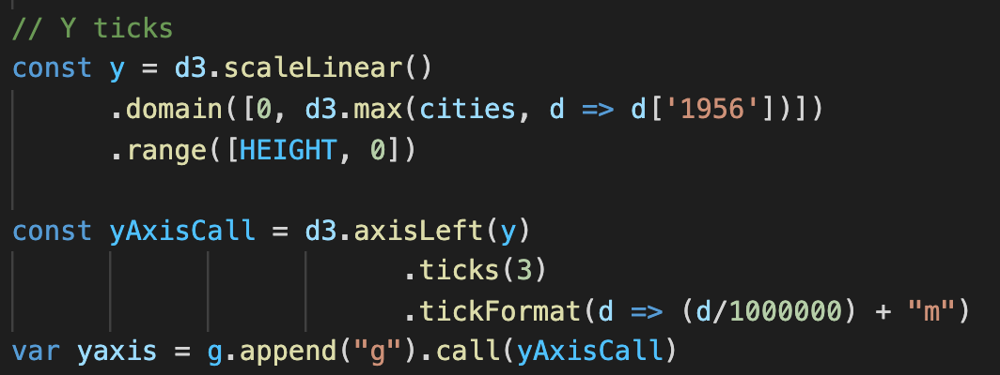 // Y ticks
const y = d3.scaleLinear()
.domain([0, d3.max(cities, d => d['1956'])])
.range([HEIGHT, 0])
const yAxisCall = d3.axisLeft(y)
.ticks(3)
.tickFormat(d => (d/1000000) + "m")
var yaxis = g.append("g").call(yAxisCall)